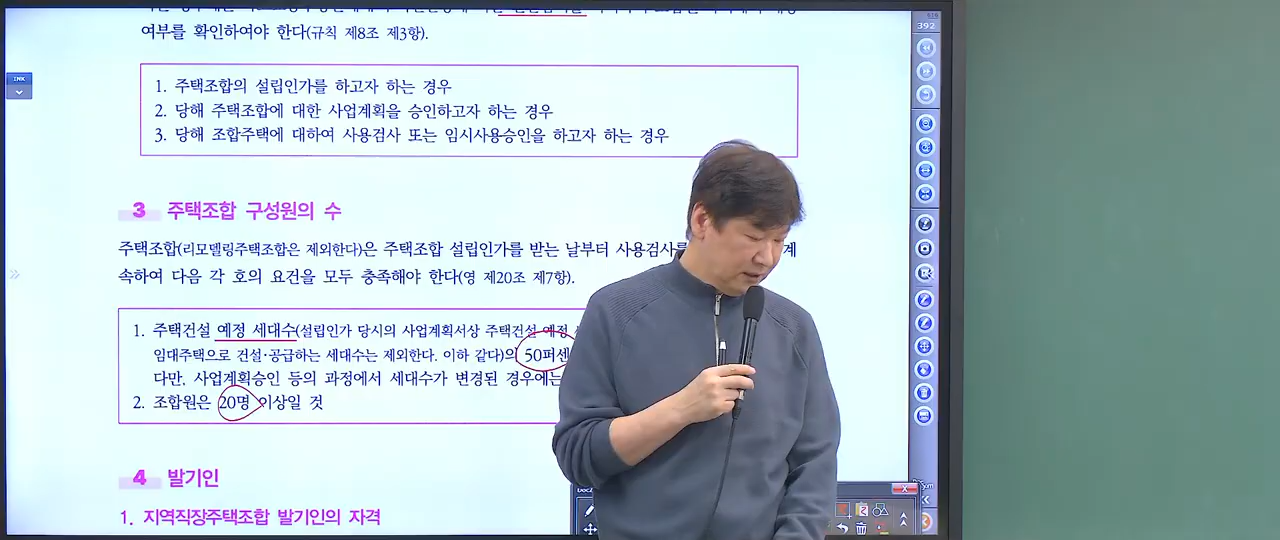 여부를 확인하여야 한다(규칙 제8조 제3항).
1. 주택조합의 설립인가를 하고자 하는 경우
2. 당해 주택조합에 대한 사업계획을 승인하고자 하는 경우
3. 당해 조합주택에 대하여 사용검사 또는 임시사용승인을 하고자 하는 경우
3 주택조합 구성원의 수
주택조합(리모델링주택조합은 제외한다)은 주택조합 설립인가를 받는 날부터 사용검사를 계
속하여 다음 각 호의 요건을 모두 충족해야 한다(영 제20조 제7항).
1. 주택건설 예정 세대수(설립인가 당시의 사업계획서상 주택건설 예정
임대주택으로 건설·공급하는 세대수는 제외한다. 이하 같다)의 50퍼센
다만, 사업계획승인 등의 과정에서 세대수가 변경된 경우에는
2. 조합원은 20명 이상일 것
4 발기인
1. 지역직장주택조합 발기인의 자격
392